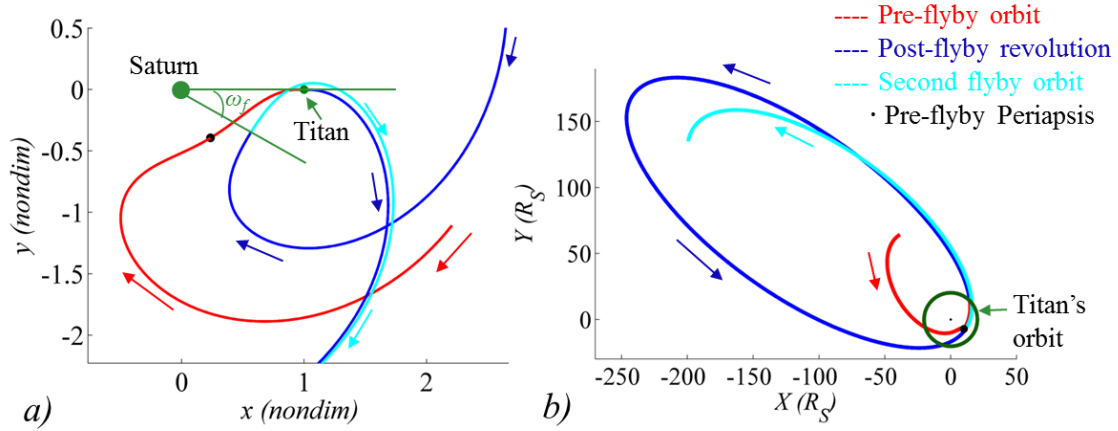 Saturn
Titan
ω_f
0.5
0
-0.5
-1
-1.5
-2
y (nondim)
0
1
2
x (nondim)
a)
---- Pre-flyby orbit
---- Post-flyby revolution
---- Second flyby orbit
· Pre-flyby Periapsis
150
100
50
0
Y (R_S)
Titan's
orbit
-250 -200 -150 -100 -50 0 50
X (R_S)
b)